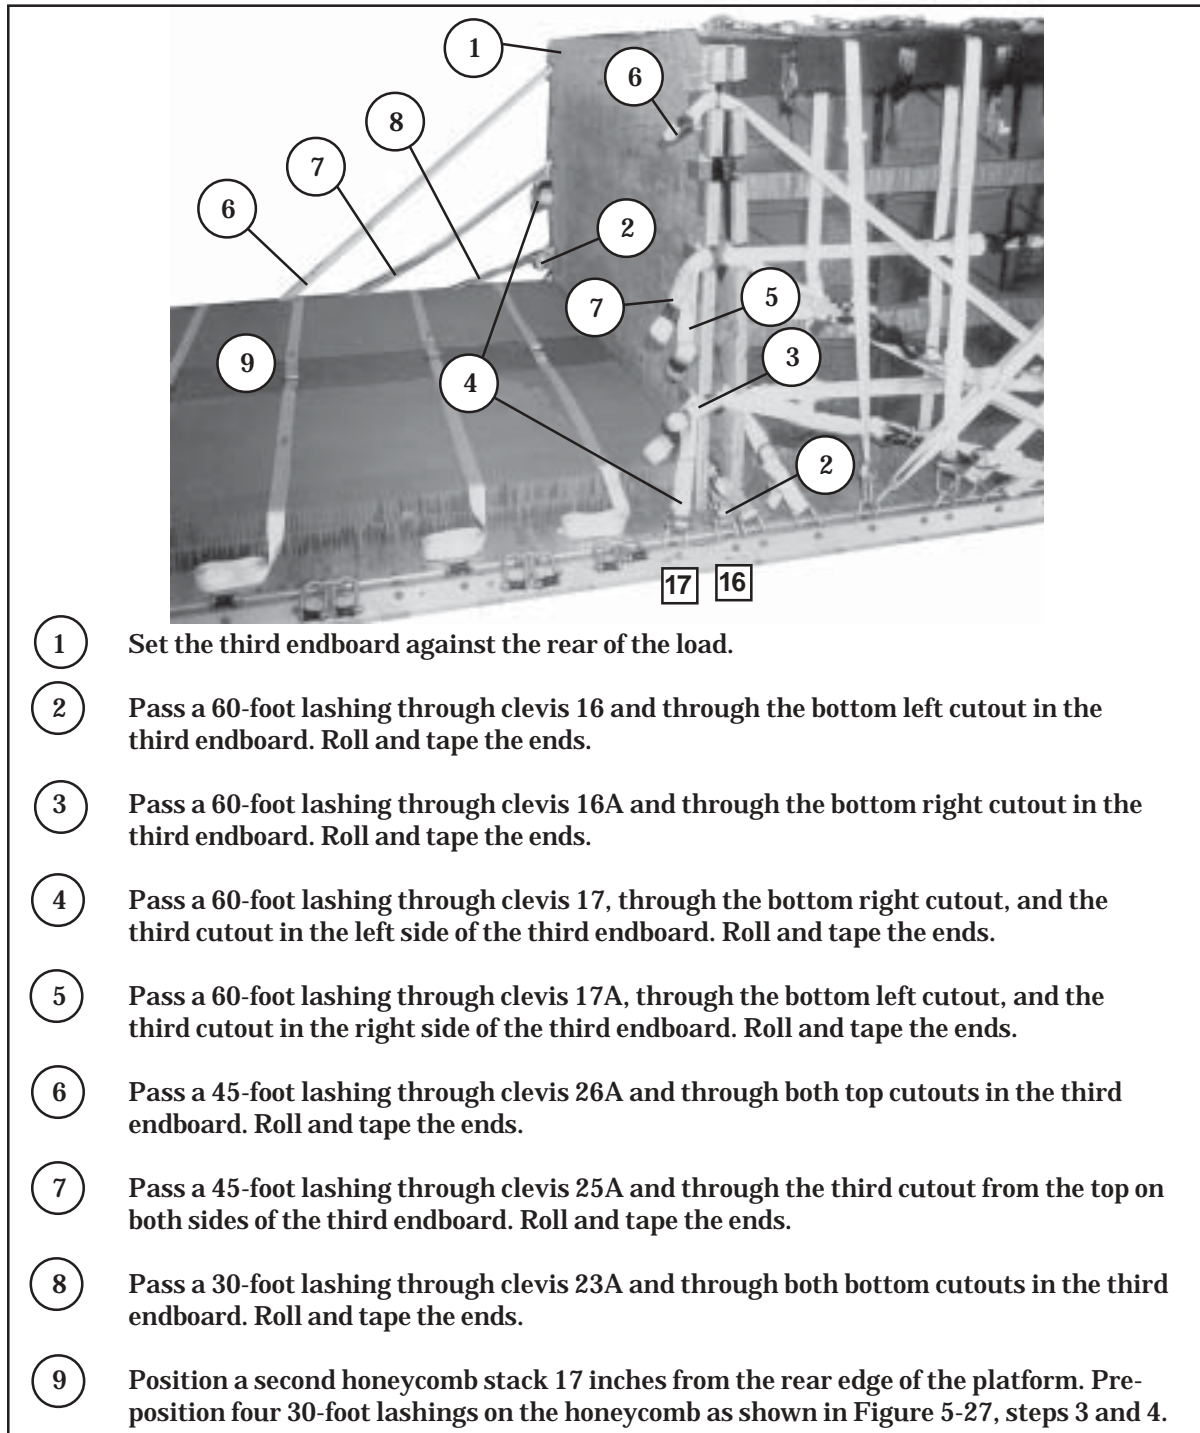 1
6
8
7
6
2
7
5
9
3
4
2
17 16
1 Set the third endboard against the rear of the load.
2 Pass a 60-foot lashing through clevis 16 and through the bottom left cutout in the
third endboard. Roll and tape the ends.
3 Pass a 60-foot lashing through clevis 16A and through the bottom right cutout in the
third endboard. Roll and tape the ends.
4 Pass a 60-foot lashing through clevis 17, through the bottom right cutout, and the
third cutout in the left side of the third endboard. Roll and tape the ends.
5 Pass a 60-foot lashing through clevis 17A, through the bottom left cutout, and the
third cutout in the right side of the third endboard. Roll and tape the ends.
6 Pass a 45-foot lashing through clevis 26A and through both top cutouts in the third
endboard. Roll and tape the ends.
7 Pass a 45-foot lashing through clevis 25A and through the third cutout from the top on
both sides of the third endboard. Roll and tape the ends.
8 Pass a 30-foot lashing through clevis 23A and through both bottom cutouts in the third
endboard. Roll and tape the ends.
9 Position a second honeycomb stack 17 inches from the rear edge of the platform. Pre-
position four 30-foot lashings on the honeycomb as shown in Figure 5-27, steps 3 and 4.